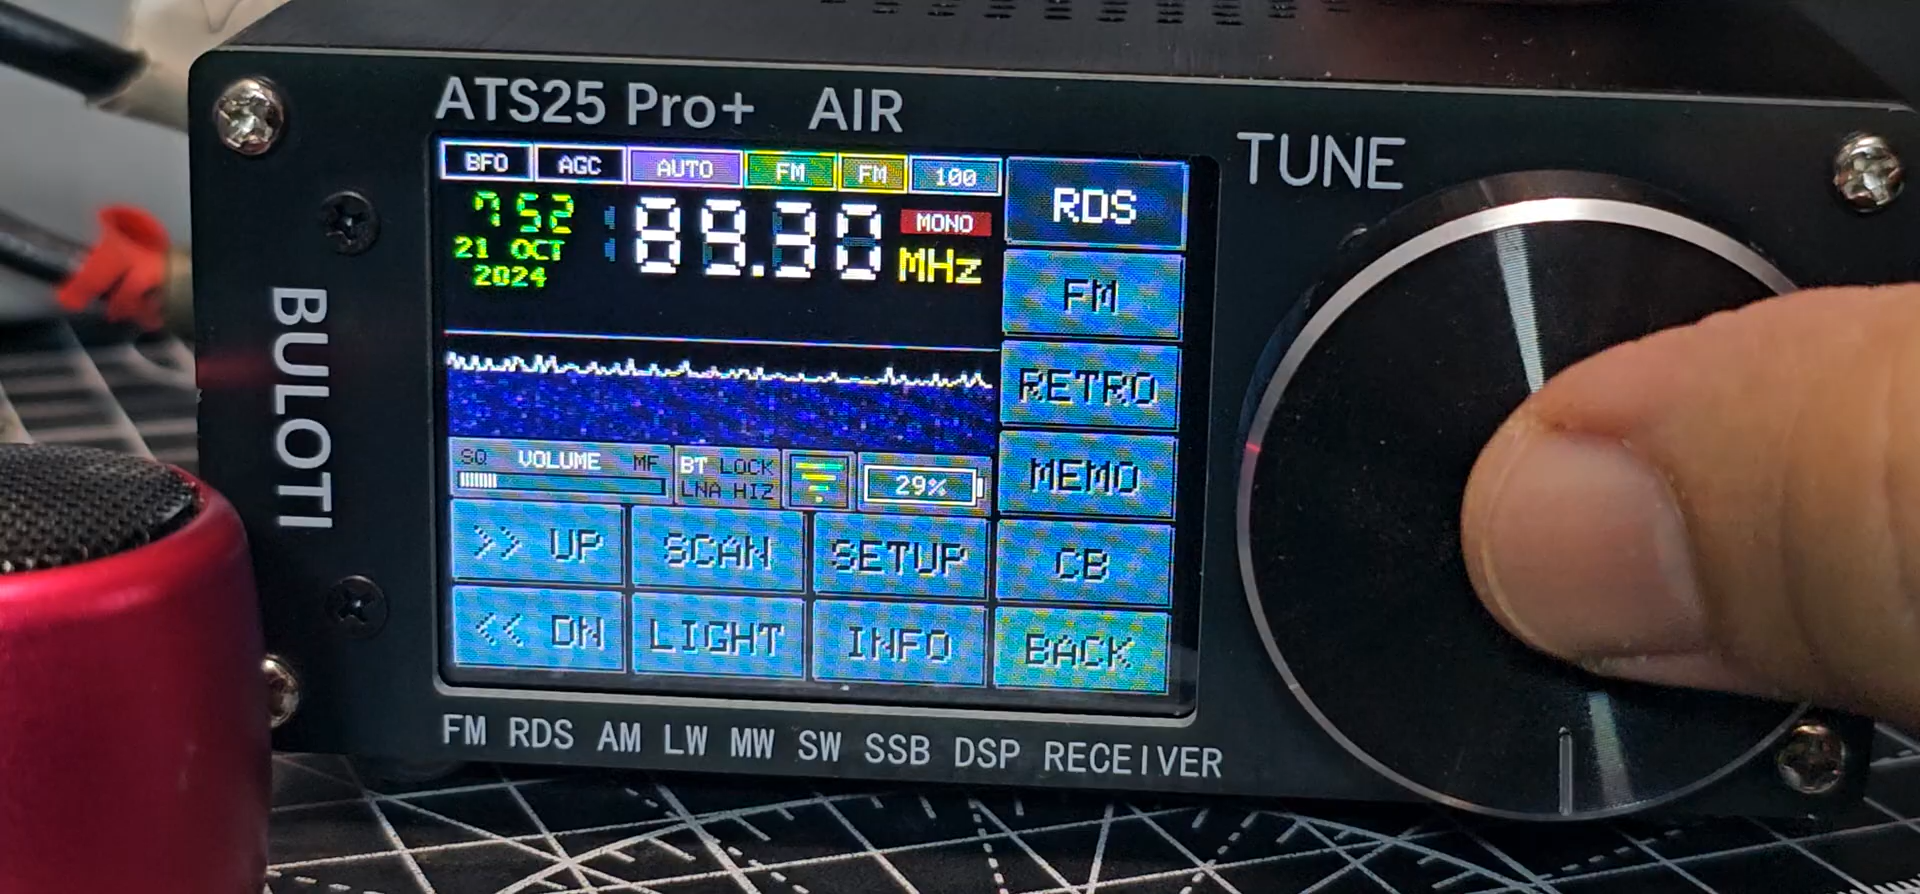 ATS25 Pro+ AIR
TUNE
BULOTI
BFO AGC AUTO FM FM 100
RDS
7 52
21 OCT
2024
89.30
MONO
MHz
FM
RETRO
SQ VOLUME MF
BT LOCK
LNA HIZ
29%
MEMO
>> UP SCAN SETUP CB
<< DN LIGHT INFO BACK
FM RDS AM LW MW SW SSB DSP RECEIVER